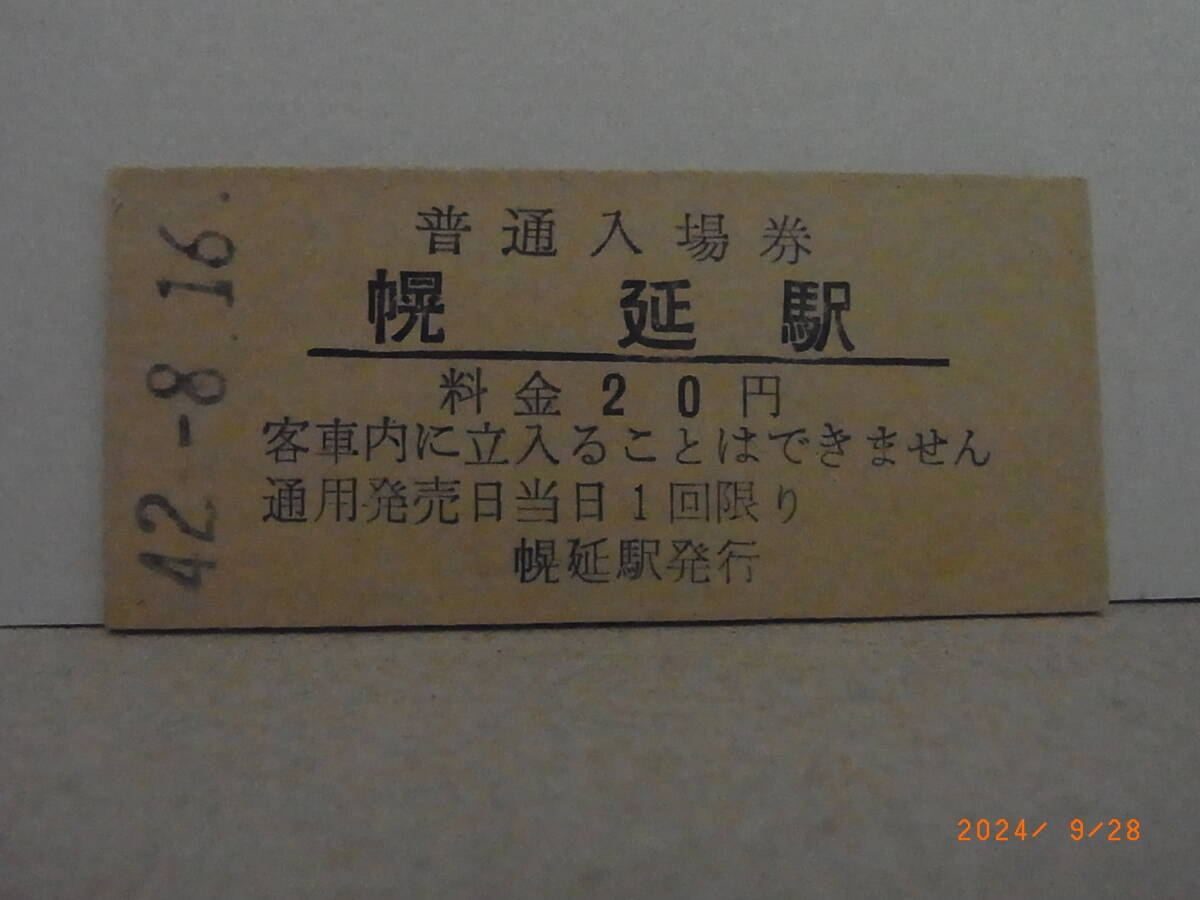 普通入場券
幌延駅
料金20円
客車内に立入ることはできません
通用発売日当日1回限り
幌延駅発行
42-8.16.
2024/ 9/28